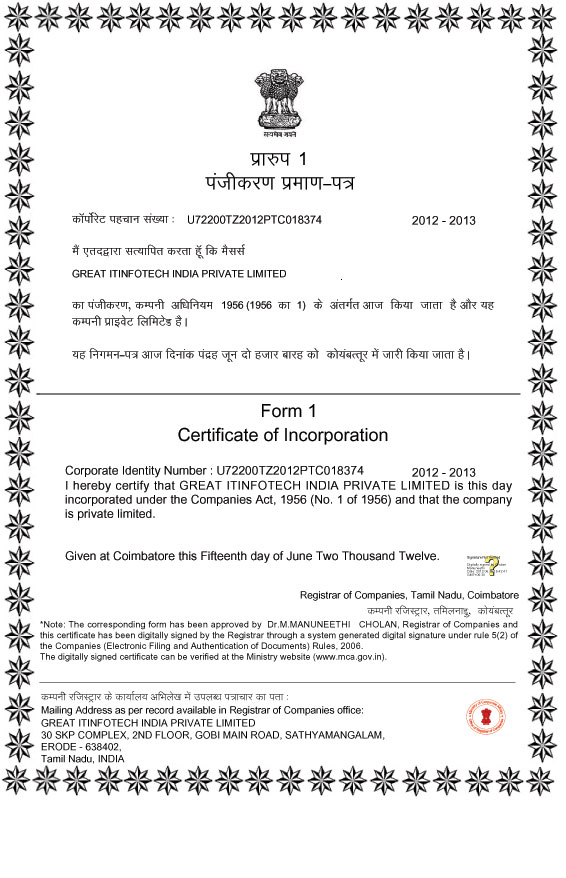 सत्यमेव जयते
प्रारुप 1
पंजीकरण प्रमाण-पत्र
कॉर्पोरेट पहचान संख्या : U72200TZ2012PTC018374 2012 - 2013
मैं एतदद्वारा सत्यापित करता हूँ कि मैसर्स
GREAT ITINFOTECH INDIA PRIVATE LIMITED
का पंजीकरण, कम्पनी अधिनियम 1956 (1956 का 1) के अंतर्गत आज किया जाता है और यह
कम्पनी प्राइवेट लिमिटेड है।
यह निगमन-पत्र आज दिनांक पंद्रह जून दो हजार बारह को कोयंबत्तूर में जारी किया जाता है।
Form 1
Certificate of Incorporation
Corporate Identity Number : U72200TZ2012PTC018374 2012 - 2013
I hereby certify that GREAT ITINFOTECH INDIA PRIVATE LIMITED is this day
incorporated under the Companies Act, 1956 (No. 1 of 1956) and that the company
is private limited.
Given at Coimbatore this Fifteenth day of June Two Thousand Twelve.
Registrar of Companies, Tamil Nadu, Coimbatore
कम्पनी रजिस्ट्रार, तमिलनाडु, कोयंबत्तूर
*Note: The corresponding form has been approved by Dr.M.MANUNEETHI CHOLAN, Registrar of Companies and
this certificate has been digitally signed by the Registrar through a system generated digital signature under rule 5(2) of
the Companies (Electronic Filing and Authentication of Documents) Rules, 2006.
The digitally signed certificate can be verified at the Ministry website (www.mca.gov.in).
कम्पनी रजिस्ट्रार के कार्यालय अभिलेख में उपलब्ध पत्राचार का पता :
Mailing Address as per record available in Registrar of Companies office:
GREAT ITINFOTECH INDIA PRIVATE LIMITED
30 SKP COMPLEX, 2ND FLOOR, GOBI MAIN ROAD, SATHYAMANGALAM,
ERODE - 638402,
Tamil Nadu, INDIA